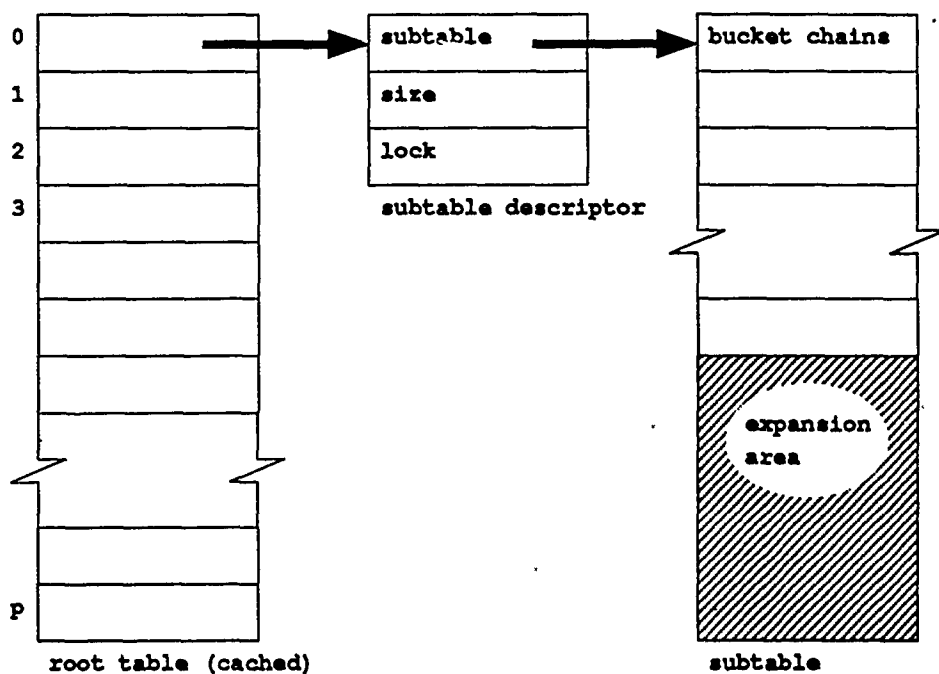 0
subtable
bucket chains
1
size
2
lock
3
subtable descriptor
expansion
area
p
root table (cached)
subtable